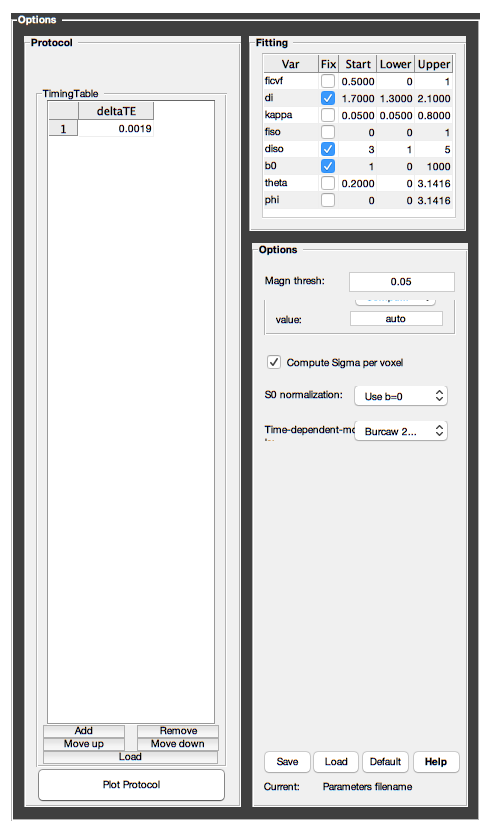 Options
Protocol
TimingTable
deltaTE
1 0.0019
Add Remove
Move up Move down
Load
Plot Protocol
Fitting
Var Fix Start Lower Upper
ficvf 0.5000 0 1
di 1.7000 1.3000 2.1000
kappa 0.0500 0.0500 0.8000
fiso 0 0 1
diso 3 1 5
b0 1 0 1000
theta 0.2000 0 3.1416
phi 0 0 3.1416
Options
Magn thresh: 0.05
value: auto
Compute Sigma per voxel
S0 normalization: Use b=0
Time-dependent-mo Burcaw 2...
Save Load Default Help
Current: Parameters filename